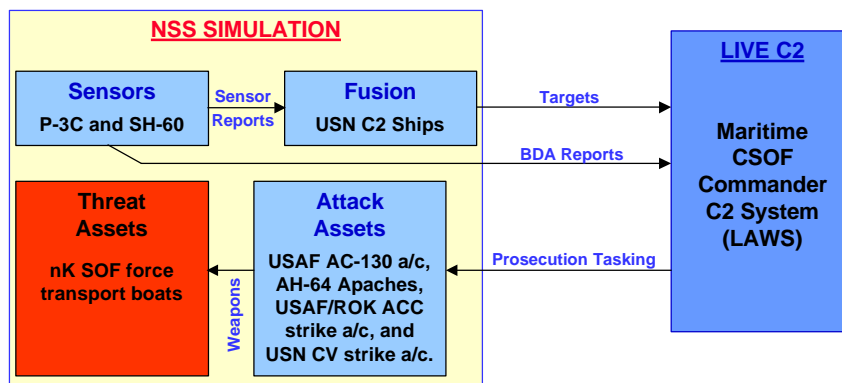 NSS SIMULATION
Sensors
P-3C and SH-60
Sensor
Reports
Fusion
USN C2 Ships
Targets
BDA Reports
LIVE C2
Maritime
CSOF
Commander
C2 System
(LAWS)
Threat
Assets
nK SOF force
transport boats
Weapons
Attack
Assets
USAF AC-130 a/c,
AH-64 Apaches,
USAF/ROK ACC
strike a/c, and
USN CV strike a/c.
Prosecution Tasking